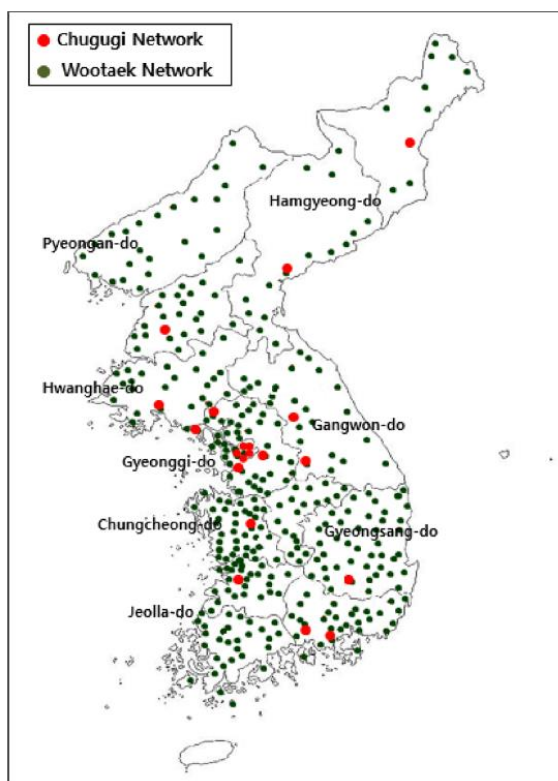 Chugugi Network
Wootaek Network
Hamgyeong-do
Pyeongan-do
Hwanghae-do
Gangwon-do
Gyeonggi-do
Chungcheong-do
Gyeongsang-do
Jeolla-do